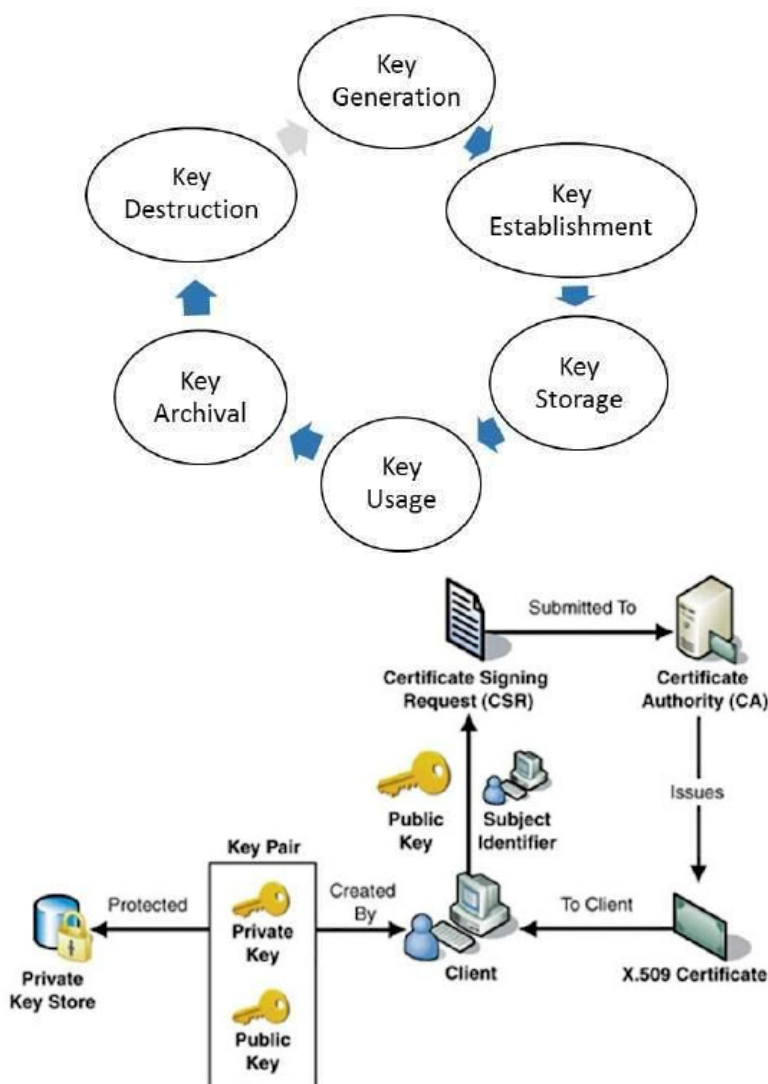 Key
Generation
Key
Establishment
Key
Storage
Key
Usage
Key
Archival
Key
Destruction
Submitted To
Certificate Signing
Request (CSR)
Certificate
Authority (CA)
Public
Key
Subject
Identifier
Issues
Key Pair
Protected
Private
Key
Created
By
To Client
Private
Key Store
Client
X.509 Certificate
Public
Key